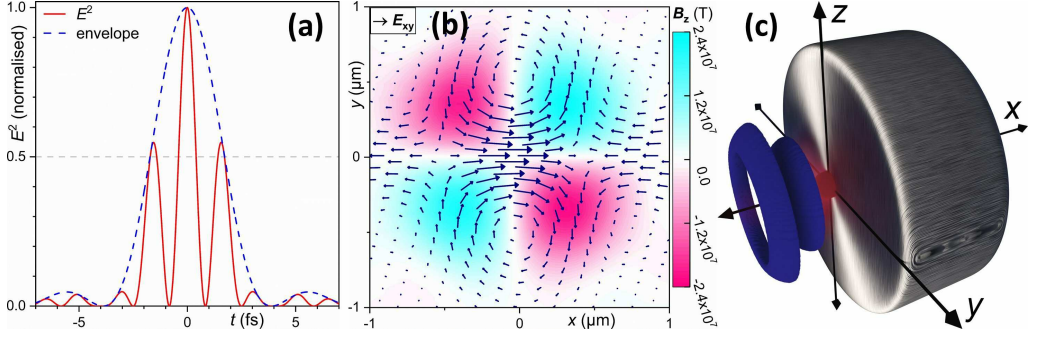 (a)
E² (normalised)
1.0
0.5
0.0
E²
envelope
-5
0
5
t (fs)
(b)
→ E_xy
y (µm)
1
0
-1
-1
0
1
x (µm)
B_z (T)
2.4x10⁷
1.2x10⁷
0.0
-1.2x10⁷
-2.4x10⁷
(c)
z
x
y